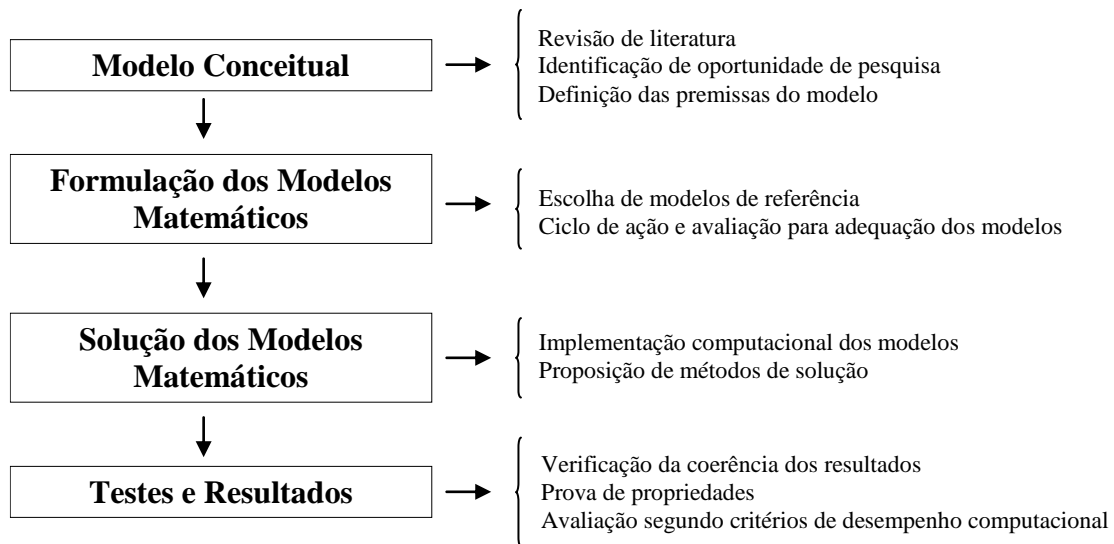 Modelo Conceitual
Revisão de literatura
Identificação de oportunidade de pesquisa
Definição das premissas do modelo
Formulação dos Modelos
Matemáticos
Escolha de modelos de referência
Ciclo de ação e avaliação para adequação dos modelos
Solução dos Modelos
Matemáticos
Implementação computacional dos modelos
Proposição de métodos de solução
Testes e Resultados
Verificação da coerência dos resultados
Prova de propriedades
Avaliação segundo critérios de desempenho computacional